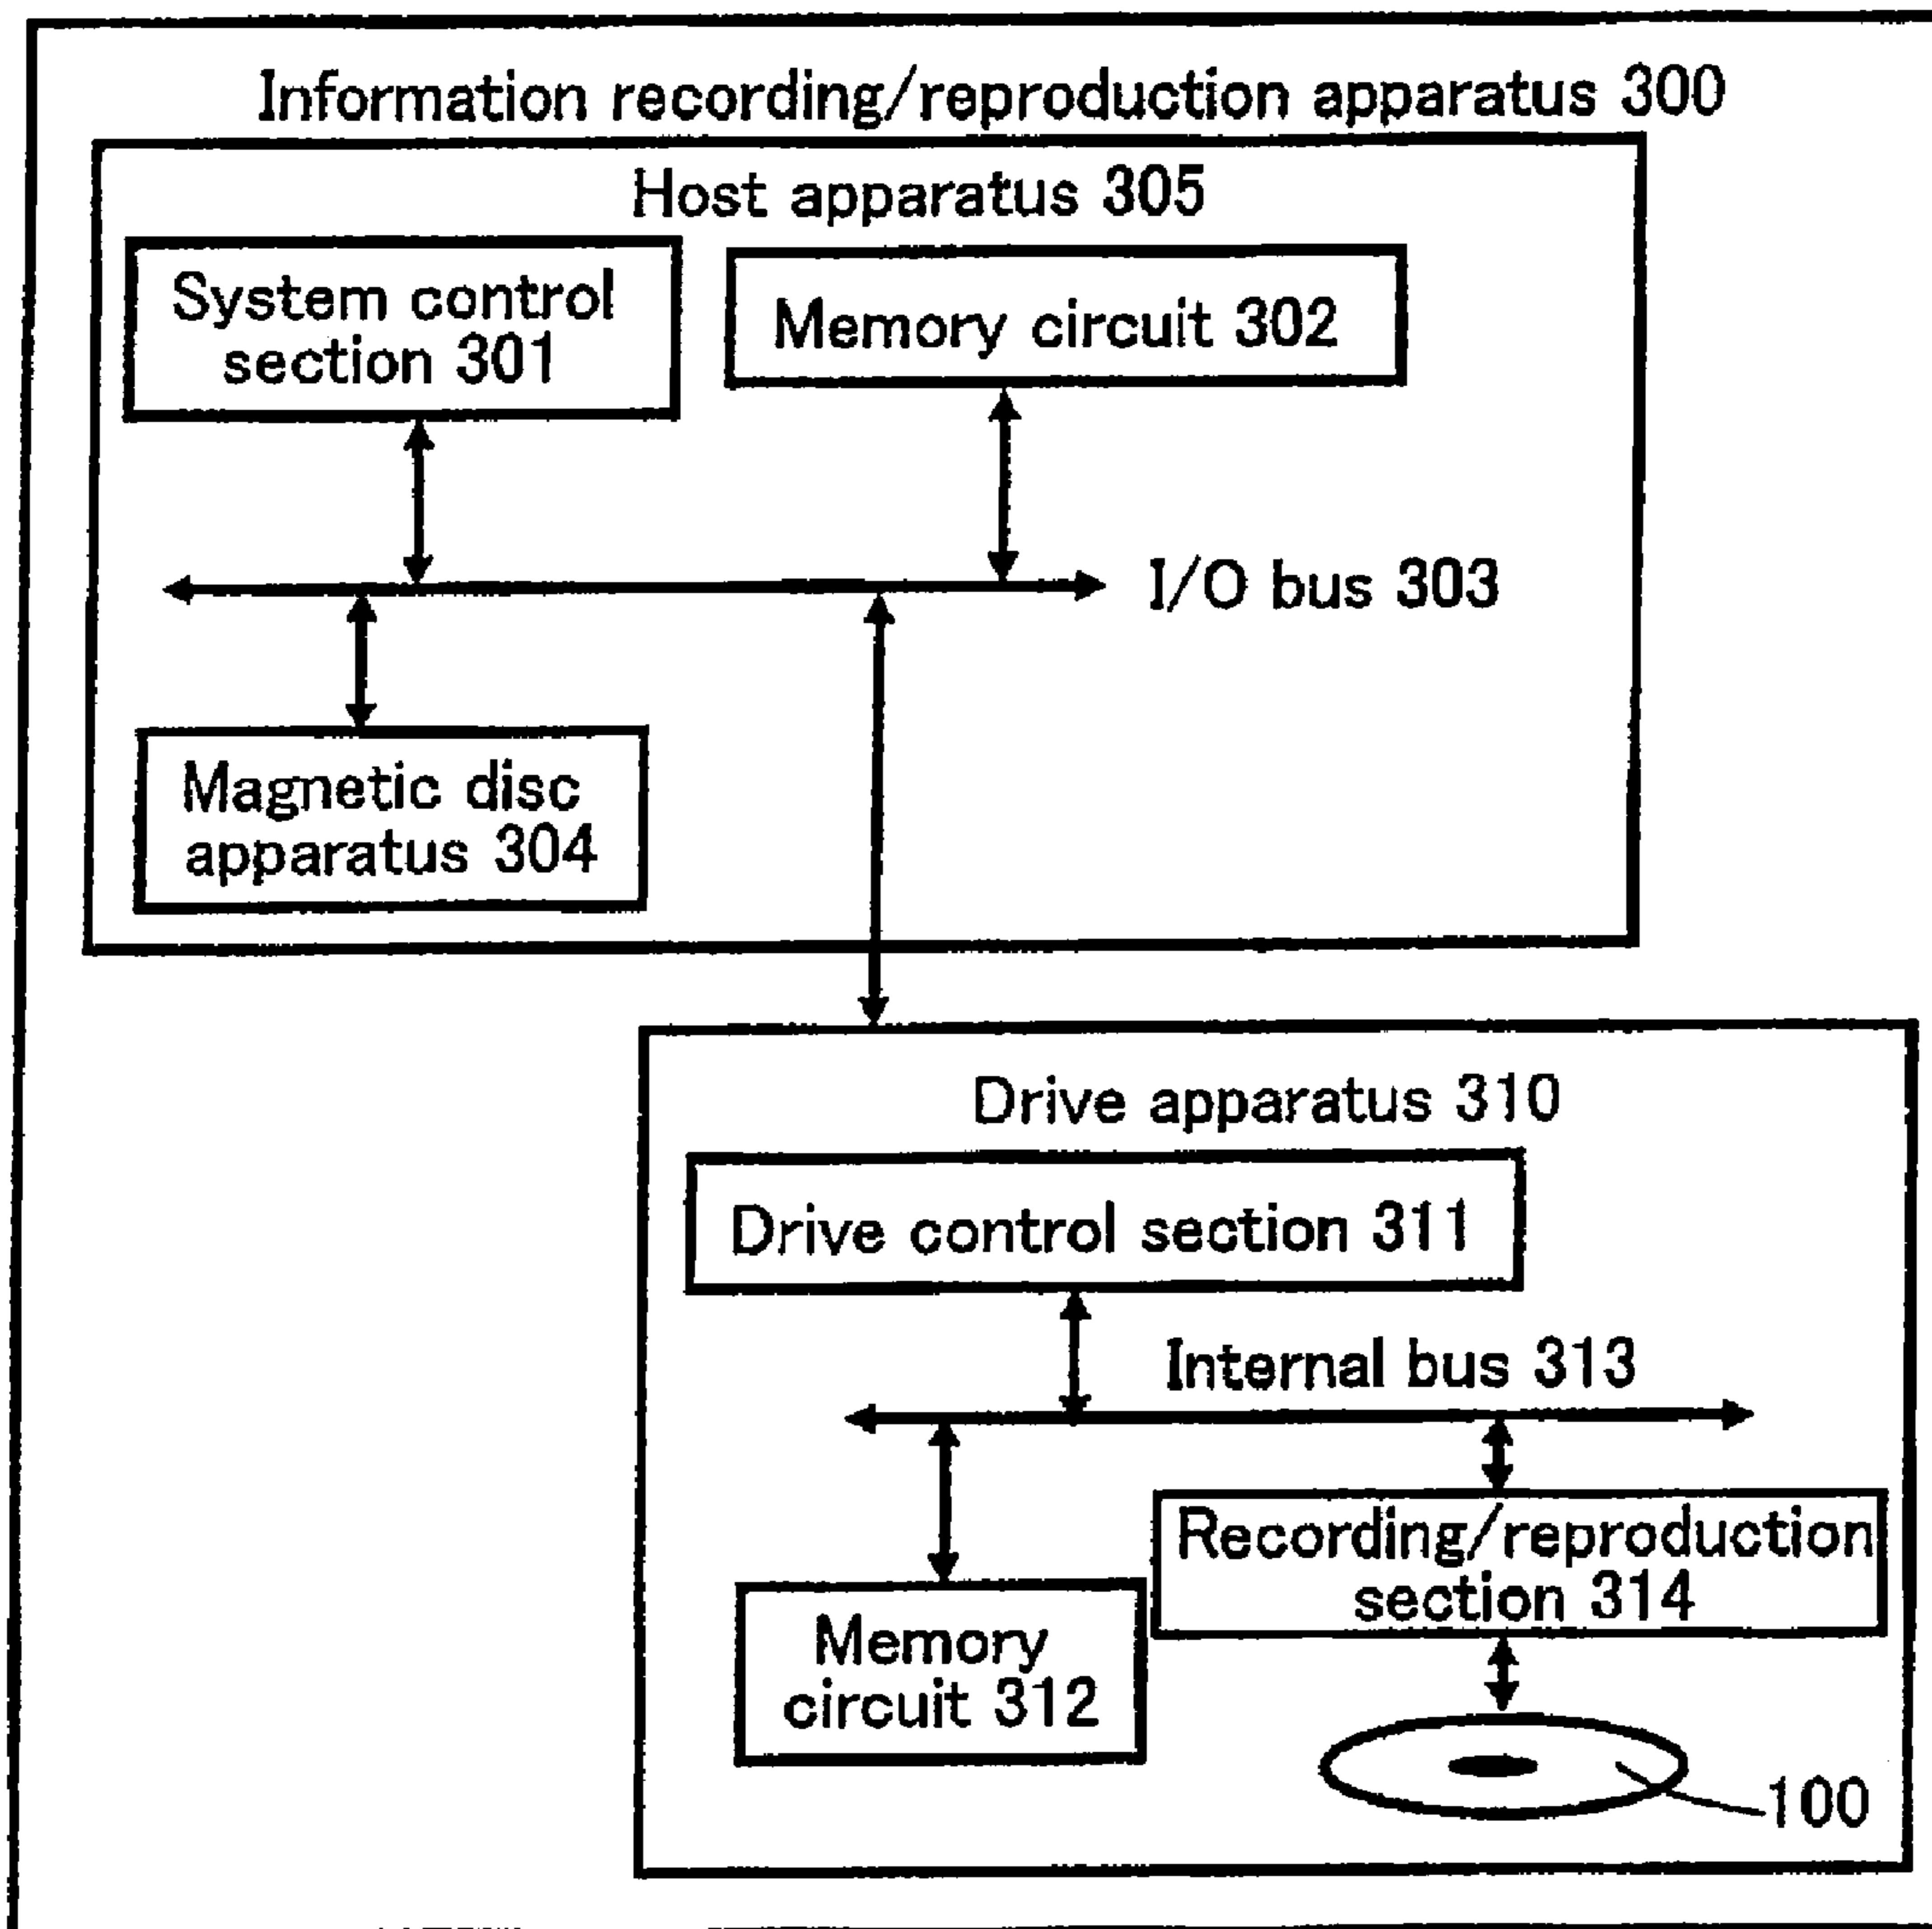 Information recording/reproduction apparatus 300
Host apparatus 305
System control
section 301
Memory circuit 302
I/O bus 303
Magnetic disc
apparatus 304
Drive apparatus 310
Drive control section 311
Internal bus 313
Recording/reproduction
section 314
Memory
circuit 312
100